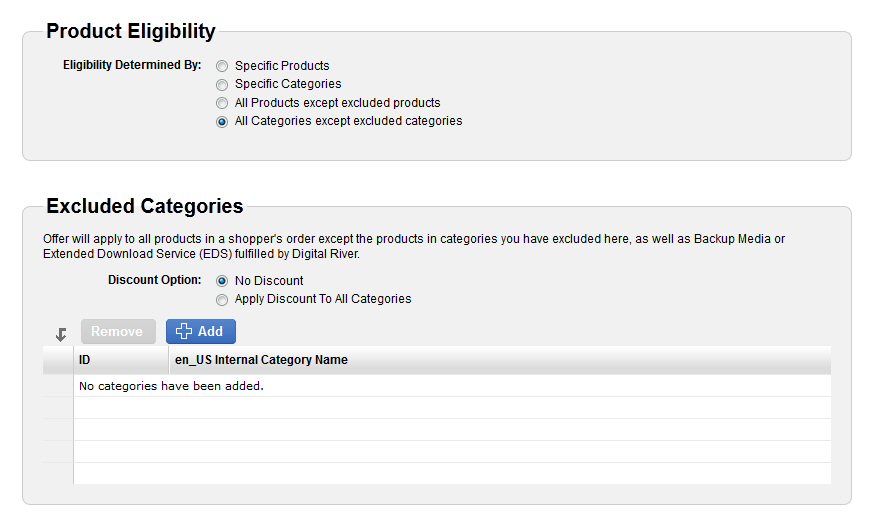 Product Eligibility
Eligibility Determined By:
Specific Products
Specific Categories
All Products except excluded products
All Categories except excluded categories
Excluded Categories
Offer will apply to all products in a shopper's order except the products in categories you have excluded here, as well as Backup Media or
Extended Download Service (EDS) fulfilled by Digital River.
Discount Option:
No Discount
Apply Discount To All Categories
Remove
Add
ID
en_US Internal Category Name
No categories have been added.